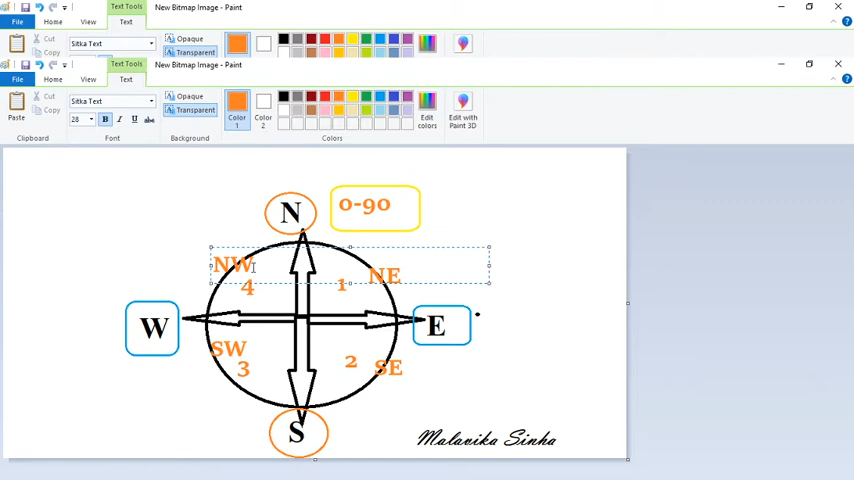 Text Tools
New Bitmap Image - Paint
File
Home
View
Text
Cut
Copy
Sitka Text
Opaque
Transparent
Text Tools
New Bitmap Image - Paint
File
Home
View
Text
Paste
Cut
Copy
Sitka Text
28
B
I
U
abc
Opaque
Transparent
Color 1
Color 2
Edit colors
Edit with Paint 3D
Clipboard
Font
Background
Colors
N
0-90
NW
4
1
NE
W
E
SW
3
2
SE
S
Malavika Sinha